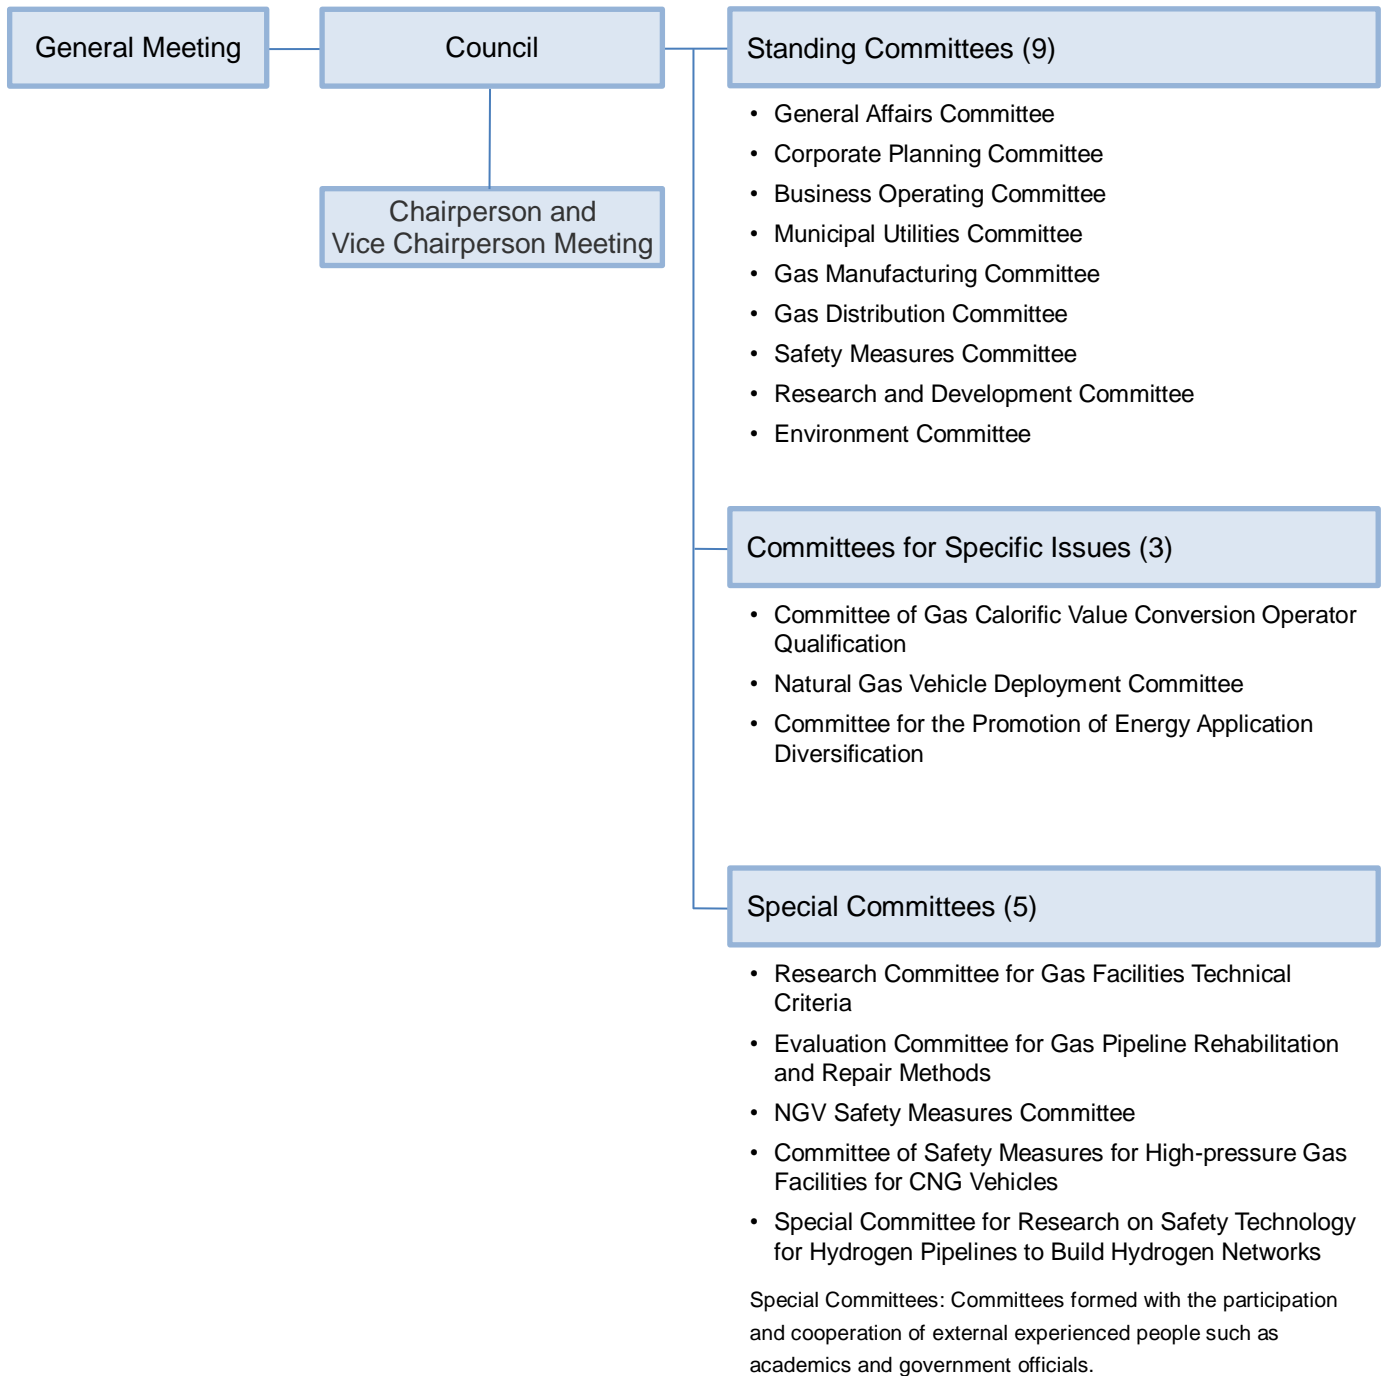 General Meeting
Council
Chairperson and
Vice Chairperson Meeting
Standing Committees (9)
• General Affairs Committee
• Corporate Planning Committee
• Business Operating Committee
• Municipal Utilities Committee
• Gas Manufacturing Committee
• Gas Distribution Committee
• Safety Measures Committee
• Research and Development Committee
• Environment Committee
Committees for Specific Issues (3)
• Committee of Gas Calorific Value Conversion Operator
Qualification
• Natural Gas Vehicle Deployment Committee
• Committee for the Promotion of Energy Application
Diversification
Special Committees (5)
• Research Committee for Gas Facilities Technical
Criteria
• Evaluation Committee for Gas Pipeline Rehabilitation
and Repair Methods
• NGV Safety Measures Committee
• Committee of Safety Measures for High-pressure Gas
Facilities for CNG Vehicles
• Special Committee for Research on Safety Technology
for Hydrogen Pipelines to Build Hydrogen Networks
Special Committees: Committees formed with the participation
and cooperation of external experienced people such as
academics and government officials.